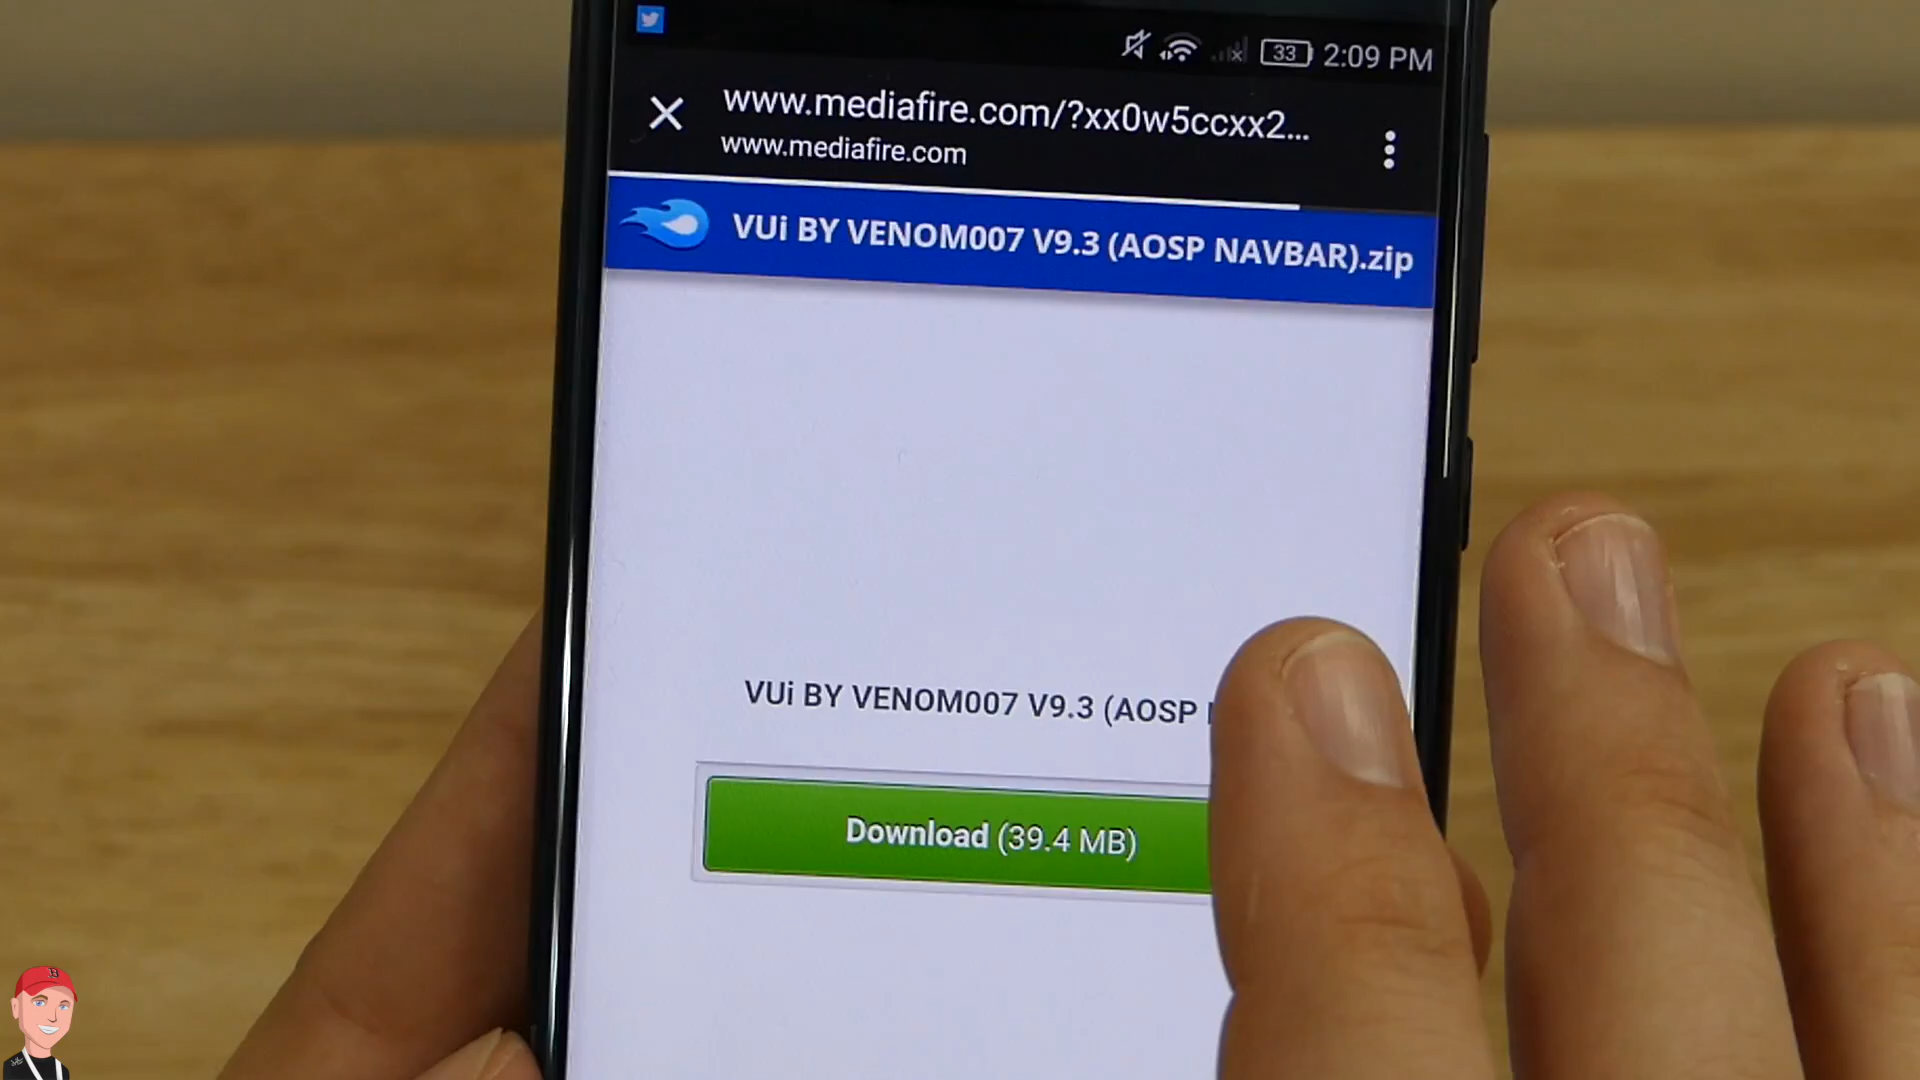 33 2:09 PM
www.mediafire.com/?xx0w5ccxx2...
www.mediafire.com
VUi BY VENOM007 V9.3 (AOSP NAVBAR).zip
VUi BY VENOM007 V9.3 (AOSP
Download (39.4 MB)
B